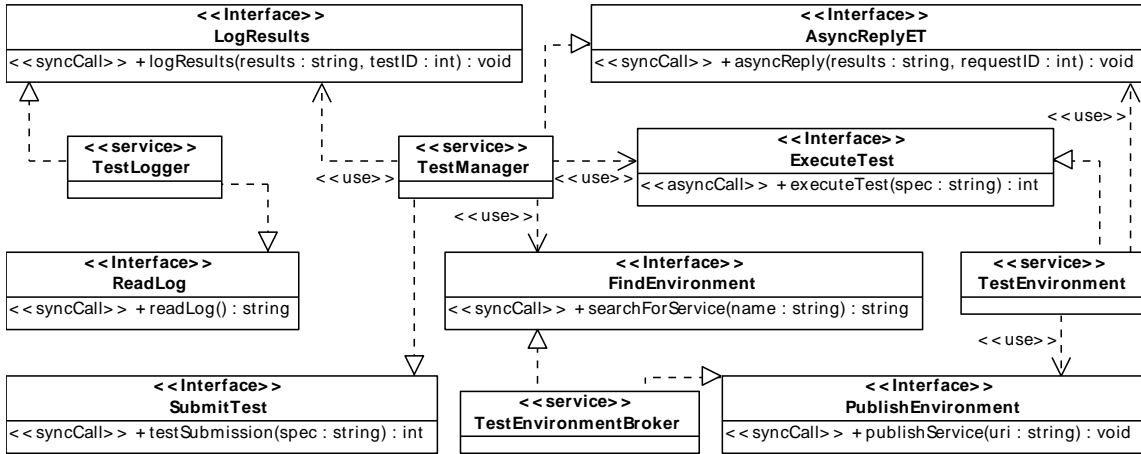 <<Interface>>
LogResults
<<syncCall>> +logResults(results : string, testID : int) : void
<<Interface>>
AsyncReplyET
<<syncCall>> +asyncReply(results : string, requestID : int) : void
<<service>>
TestLogger
<<use>>
<<service>>
TestManager
<<use>>
<<Interface>>
ExecuteTest
<<asyncCall>> +executeTest(spec : string) : int
<<use>>
<<use>>
<<Interface>>
ReadLog
<<syncCall>> +readLog() : string
<<Interface>>
FindEnvironment
<<syncCall>> +searchForService(name : string) : string
<<service>>
TestEnvironment
<<use>>
<<Interface>>
SubmitTest
<<syncCall>> +testSubmission(spec : string) : int
<<service>>
TestEnvironmentBroker
<<Interface>>
PublishEnvironment
<<syncCall>> +publishService(uri : string) : void